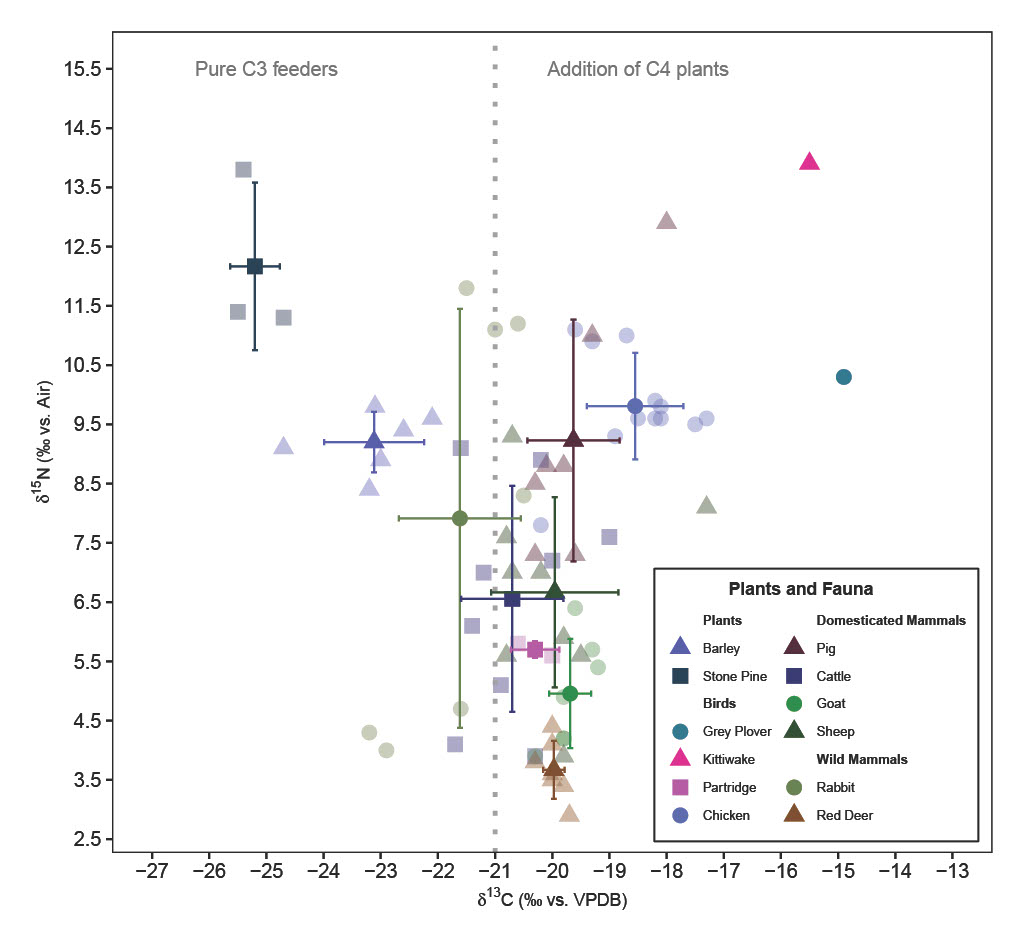 Pure C3 feeders
Addition of C4 plants
15.5
14.5
13.5
12.5
11.5
10.5
9.5
8.5
7.5
6.5
5.5
4.5
3.5
2.5
δ15N (‰ vs. Air)
Plants and Fauna
Plants
Barley
Stone Pine
Birds
Grey Plover
Kittiwake
Partridge
Chicken
Domesticated Mammals
Pig
Cattle
Goat
Sheep
Wild Mammals
Rabbit
Red Deer
−27 −26 −25 −24 −23 −22 −21 −20 −19 −18 −17 −16 −15 −14 −13
δ13C (‰ vs. VPDB)